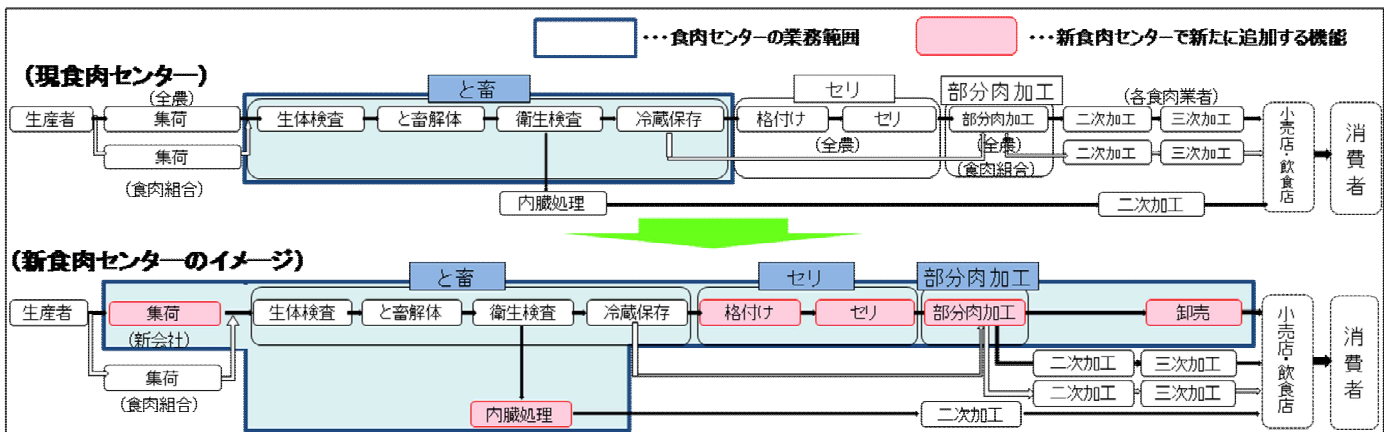 ・・・食肉センターの業務範囲
・・・新食肉センターで新たに追加する機能
(現食肉センター)
と畜
セリ
部分肉加工
(全農)
(各食肉業者)
生産者
集荷
生体検査
と畜解体
衛生検査
冷蔵保存
格付け
セリ
部分肉加工
二次加工
三次加工
小売店・飲食店
消費者
集荷
(全農)
(全農)
二次加工
三次加工
(食肉組合)
(食肉組合)
内臓処理
二次加工
(新食肉センターのイメージ)
と畜
セリ
部分肉加工
生産者
集荷
生体検査
と畜解体
衛生検査
冷蔵保存
格付け
セリ
部分肉加工
卸売
小売店・飲食店
消費者
(新会社)
集荷
二次加工
三次加工
(食肉組合)
二次加工
三次加工
内臓処理
二次加工